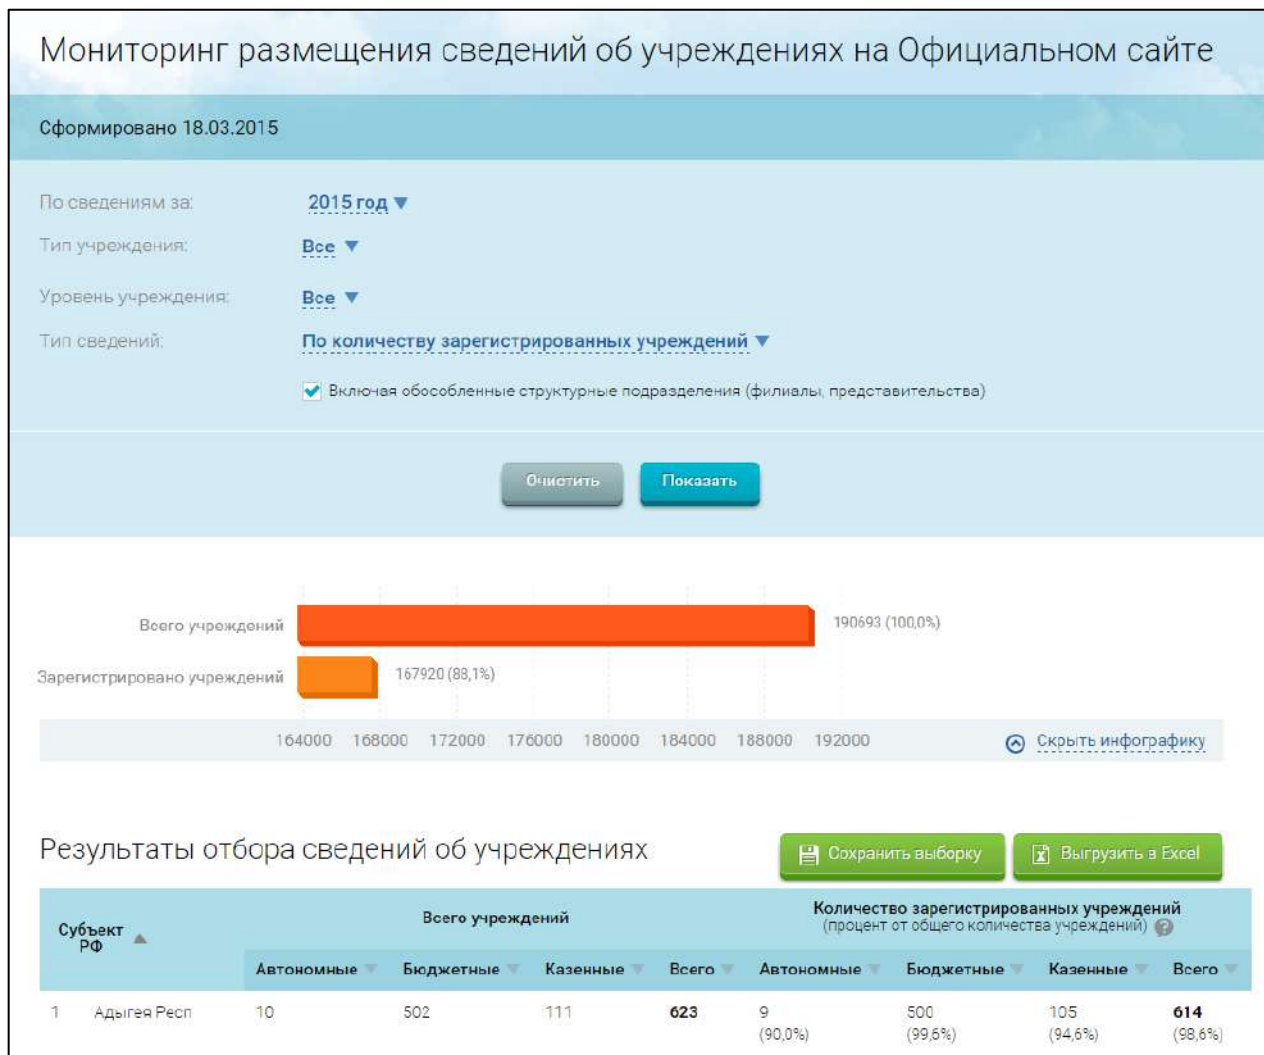 Мониторинг размещения сведений об учреждениях на Официальном сайте
Сформировано 18.03.2015
По сведениям за: 2015 год
Тип учреждения: Все
Уровень учреждения: Все
Тип сведений: По количеству зарегистрированных учреждений
Включая обособленные структурные подразделения (филиалы, представительства)
Очистить Показать
Всего учреждений 190693 (100,0%)
Зарегистрировано учреждений 167920 (88,1%)
164000 168000 172000 176000 180000 184000 188000 192000 Скрыть инфографику
Результаты отбора сведений об учреждениях Сохранить выборку Выгрузить в Excel
Субъект РФ Всего учреждений Количество зарегистрированных учреждений
(процент от общего количества учреждений) ?
Автономные Бюджетные Казенные Всего Автономные Бюджетные Казенные Всего
1 Адыгея Респ 10 502 111 623 9 500 105 614
(90,0%) (99,6%) (94,6%) (98,6%)